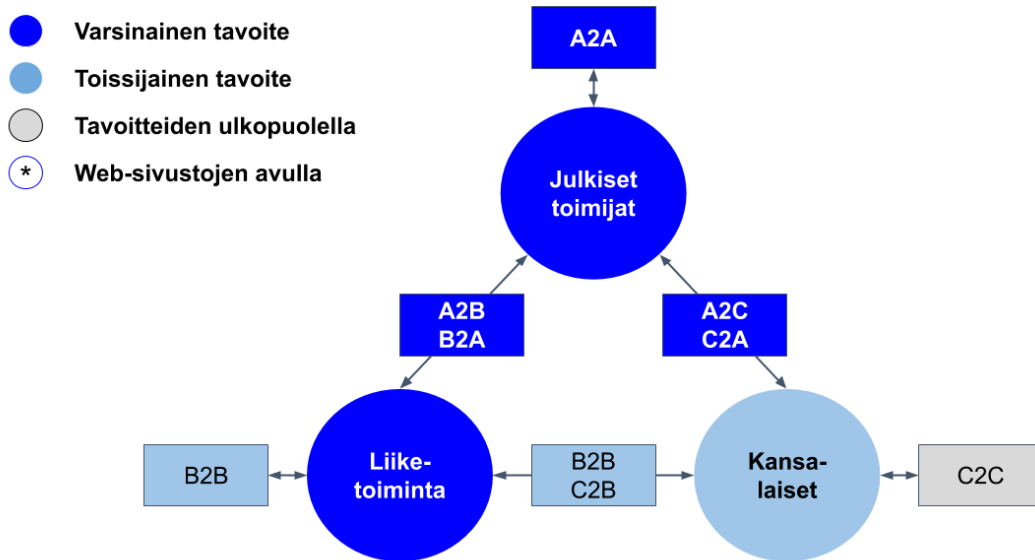 Varsinainen tavoite
Toissijainen tavoite
Tavoitteiden ulkopuolella
* Web-sivustojen avulla
A2A
Julkiset
toimijat
A2B
B2A
A2C
C2A
B2B
Liike-
toiminta
B2B
C2B
Kansa-
laiset
C2C